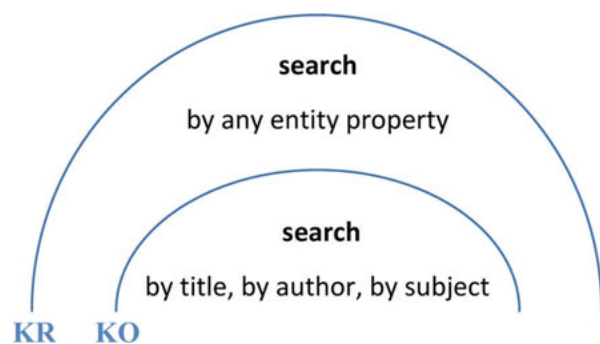 search
by any entity property
search
by title, by author, by subject
KR KO